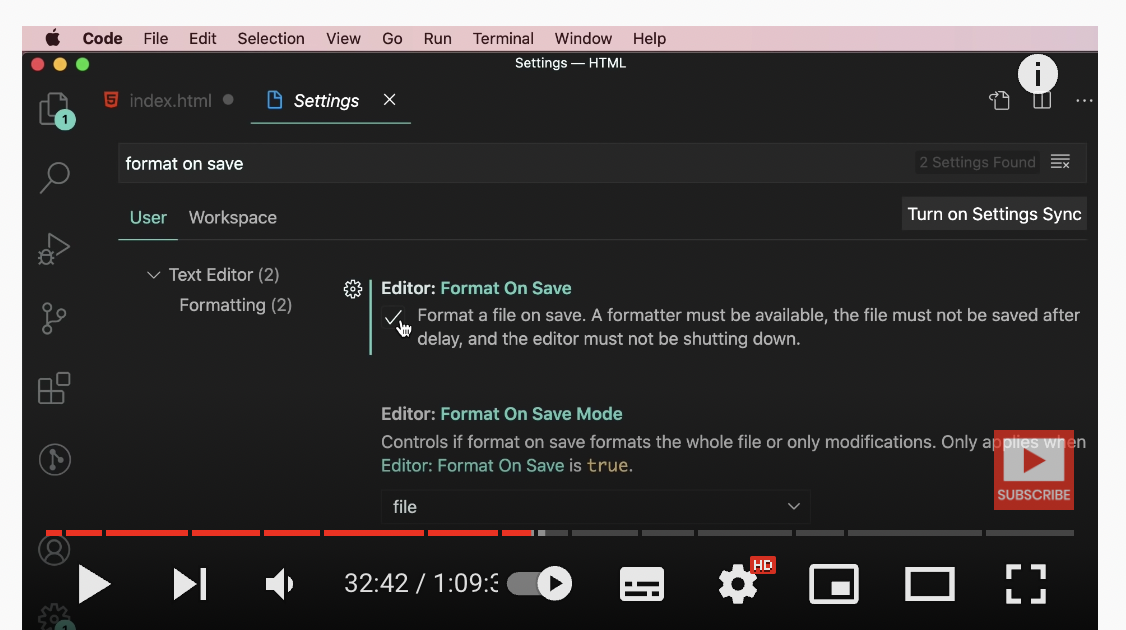 Code File Edit Selection View Go Run Terminal Window Help
Settings — HTML
index.html Settings
1
format on save 2 Settings Found
User Workspace Turn on Settings Sync
Text Editor (2)
Formatting (2)
Editor: Format On Save
Format a file on save. A formatter must be available, the file must not be saved after
delay, and the editor must not be shutting down.
Editor: Format On Save Mode
Controls if format on save formats the whole file or only modifications. Only applies when
Editor: Format On Save is true.
file
SUBSCRIBE
32:42 / 1:09:3
HD
1